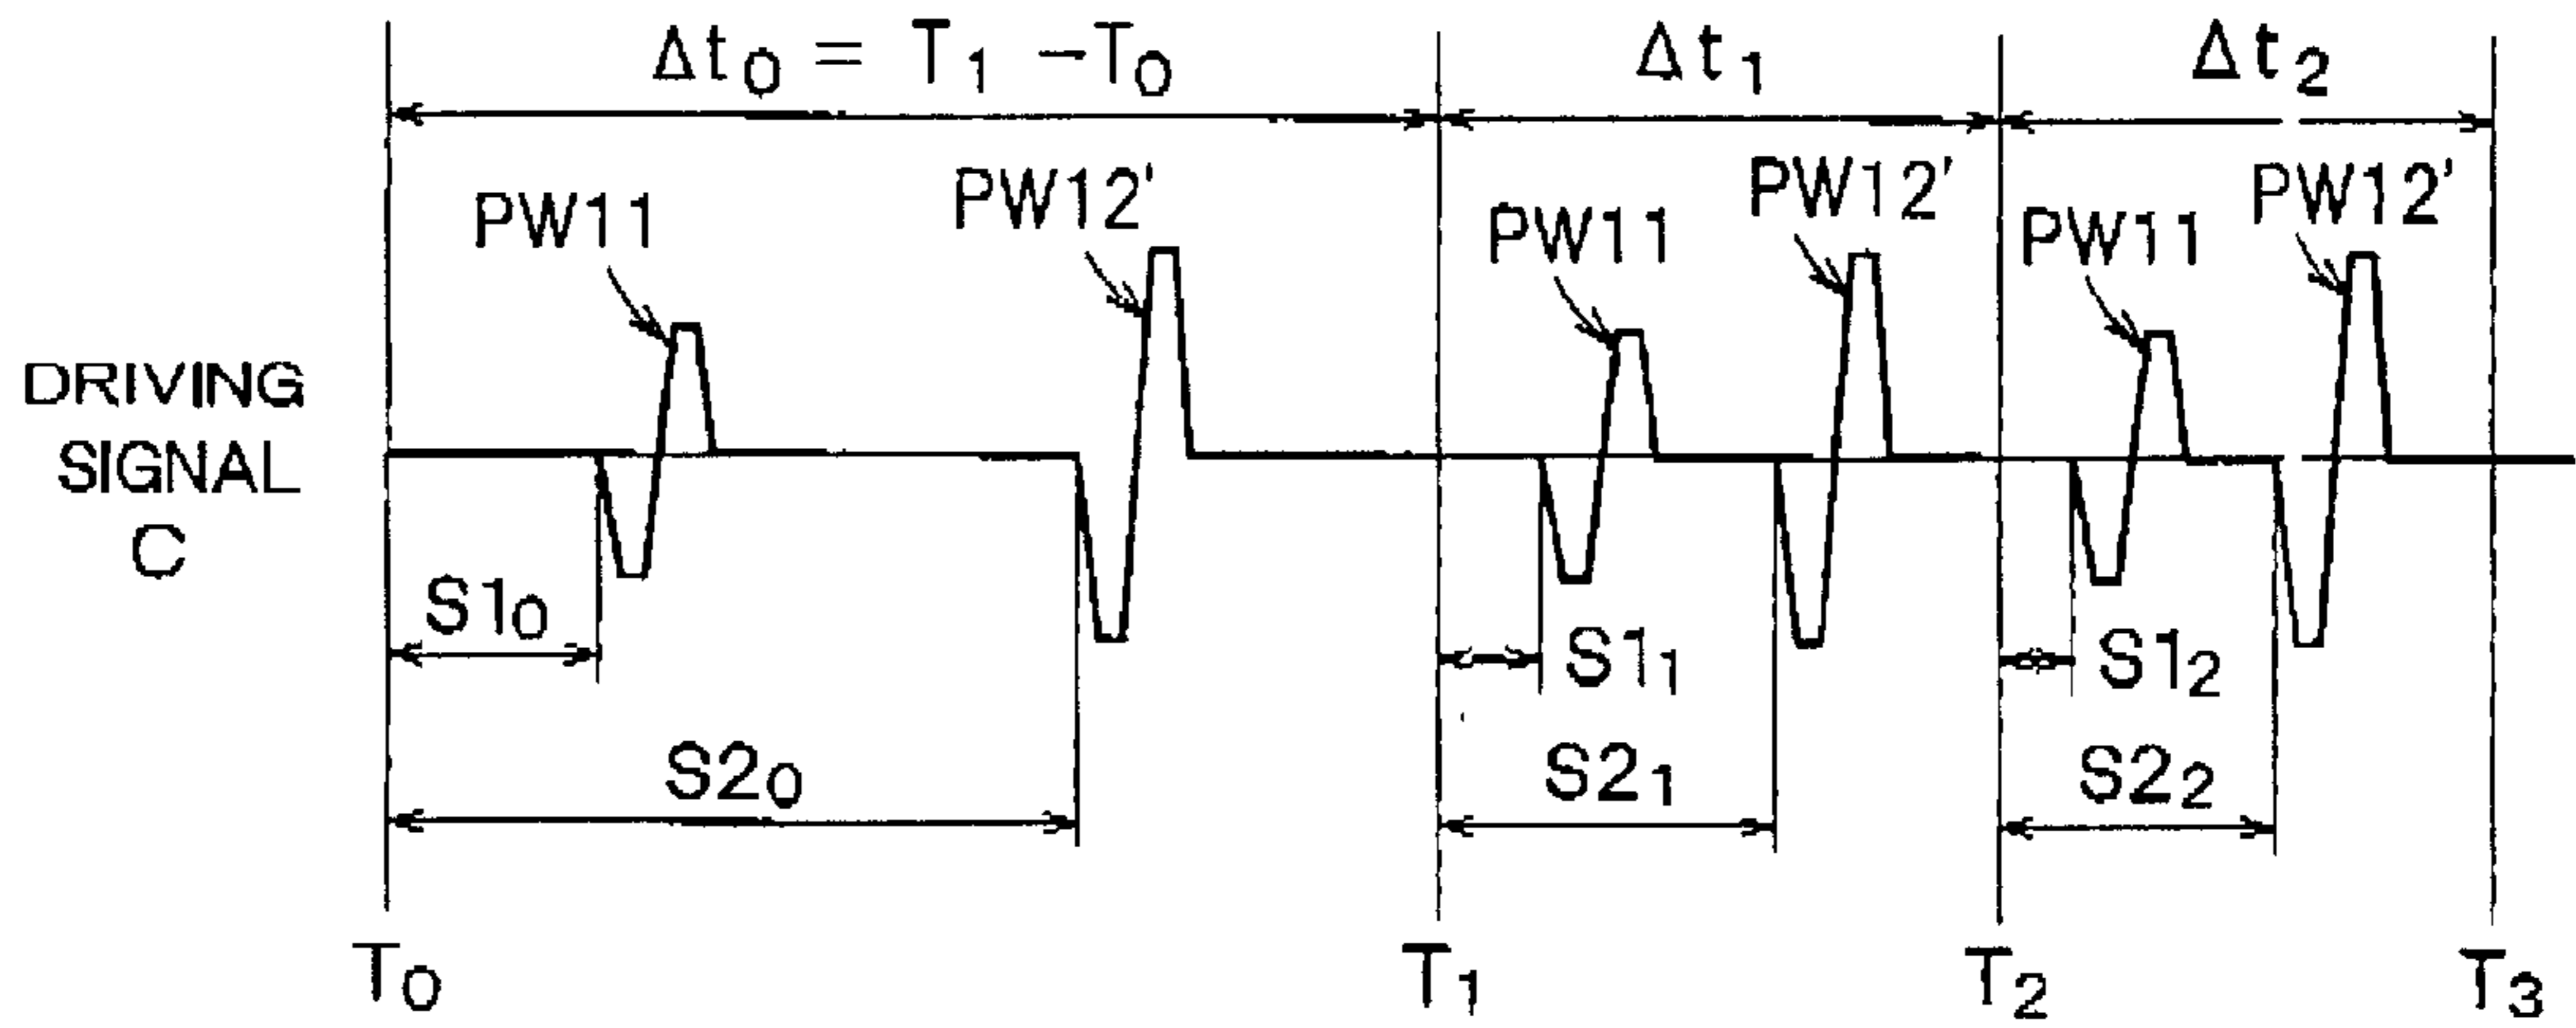 Δt₀ = T₁ − T₀
Δt₁
Δt₂
PW11
PW12'
PW11
PW12'
PW11
PW12'
DRIVING
SIGNAL
C
S1₀
S1₁
S1₂
S2₀
S2₁
S2₂
T₀
T₁
T₂
T₃